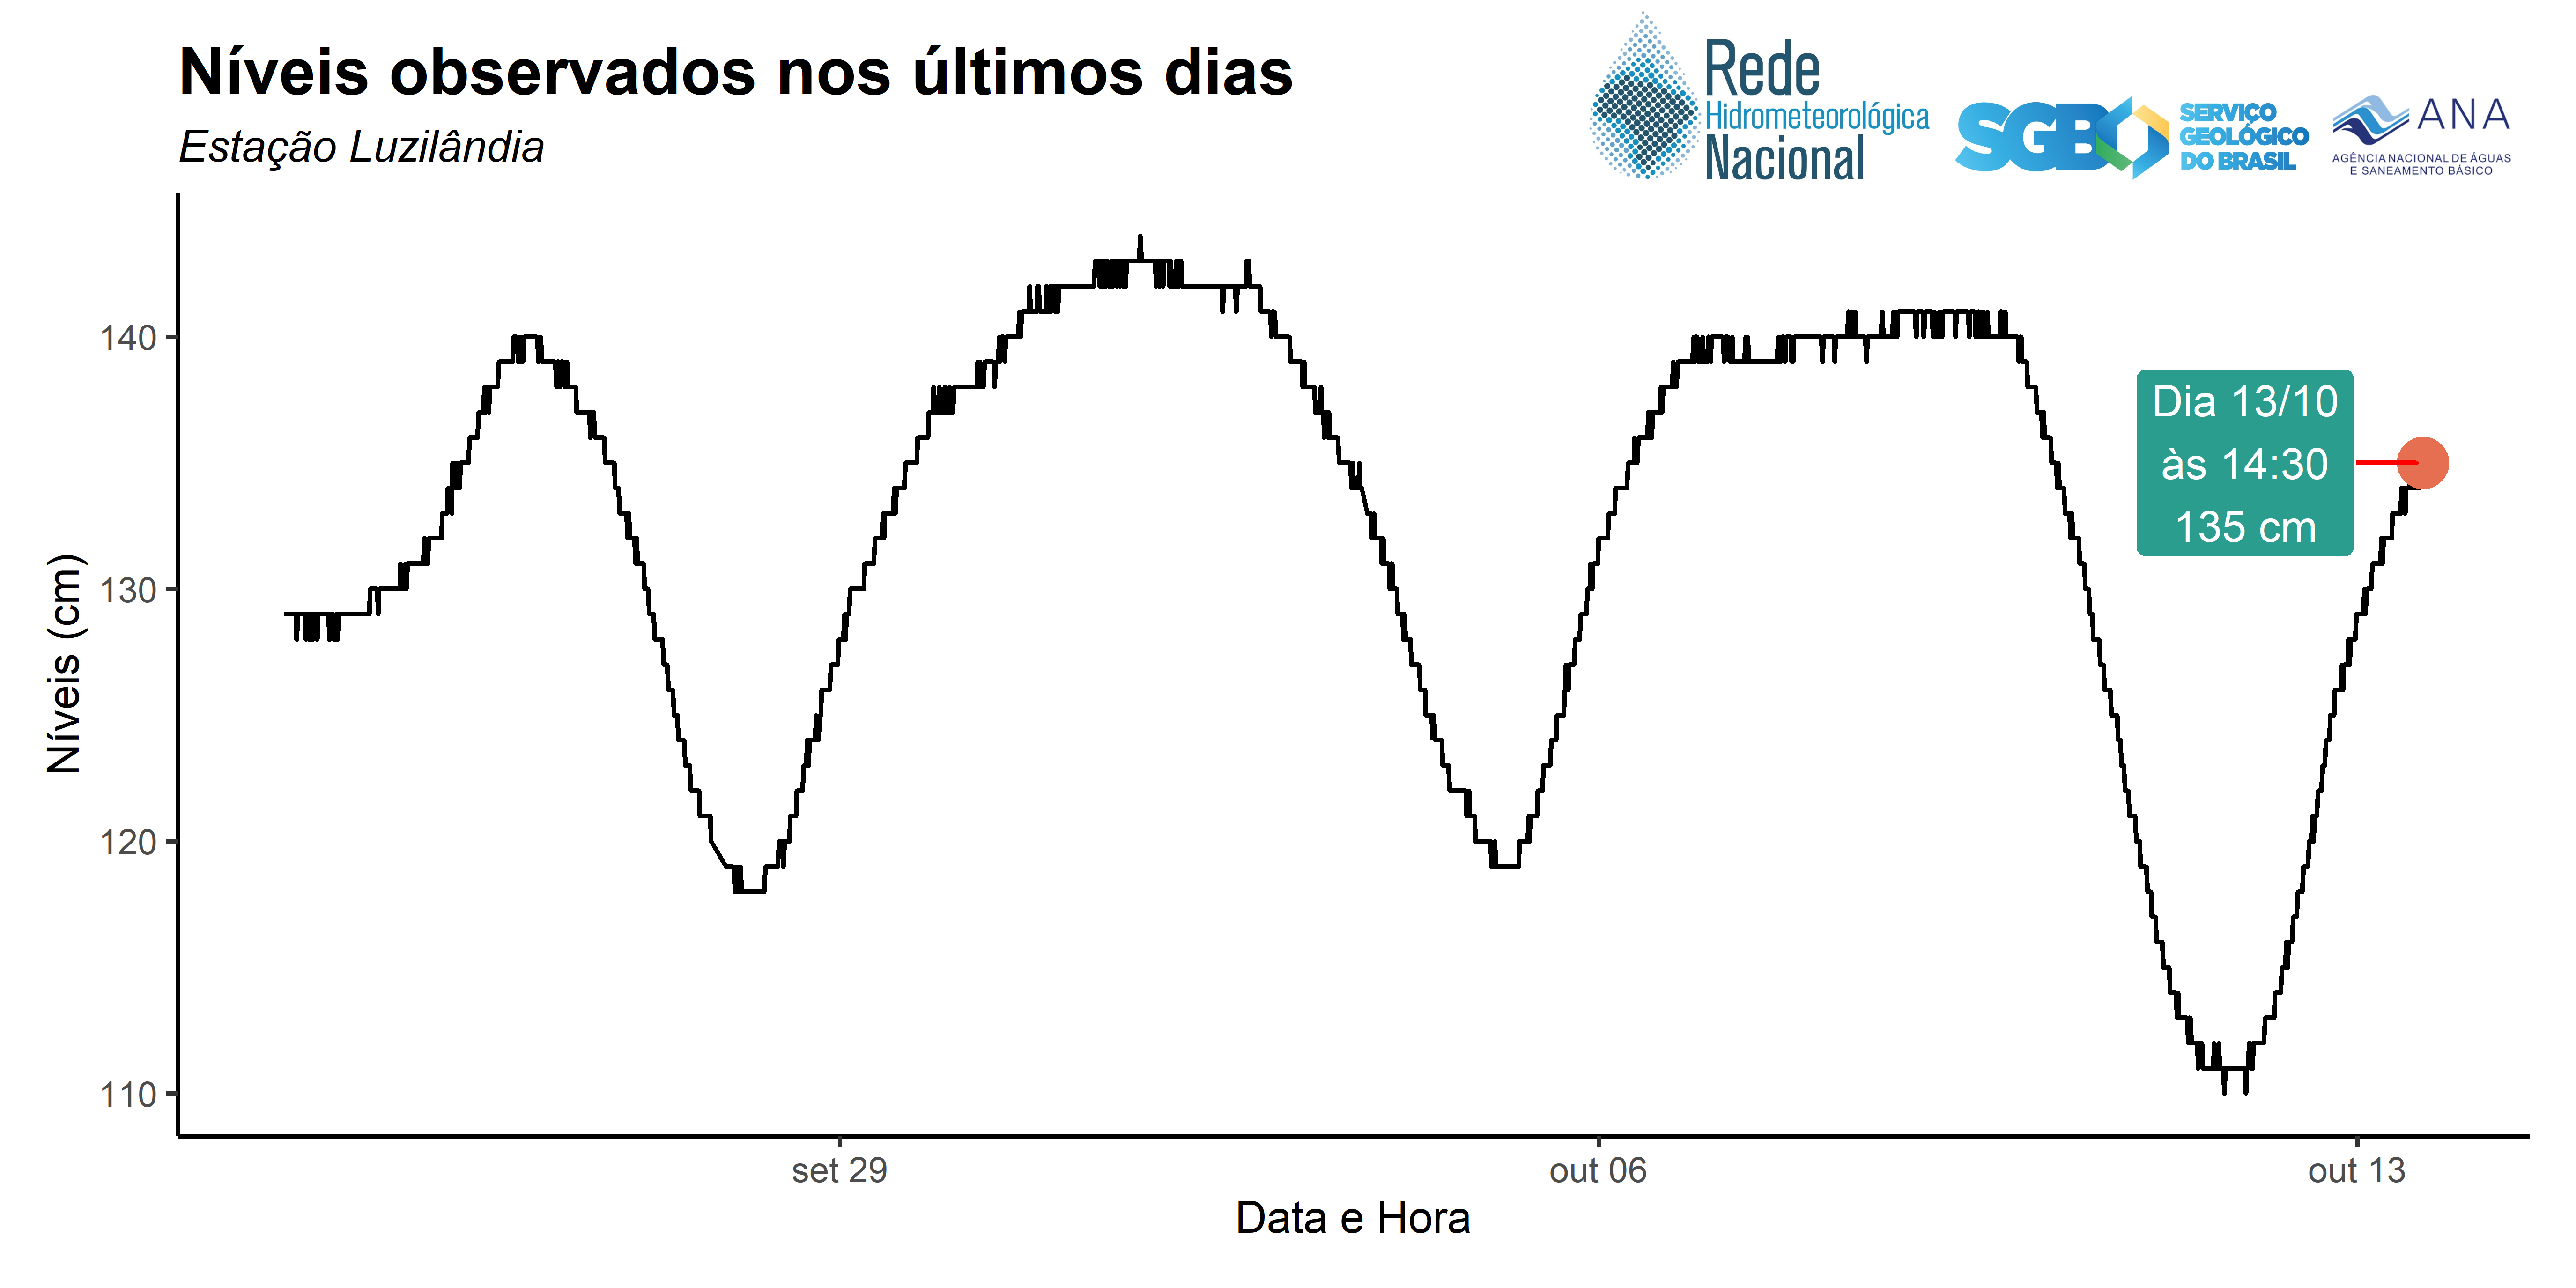 Níveis observados nos últimos dias
Estação Luzilândia
Rede
Hidrometeorológica
Nacional
SGB
SERVIÇO
GEOLÓGICO
DO BRASIL
ANA
AGÊNCIA NACIONAL DE ÁGUAS
E SANEAMENTO BÁSICO
Níveis (cm)
140
130
120
110
Dia 13/10
às 14:30
135 cm
set 29
out 06
out 13
Data e Hora